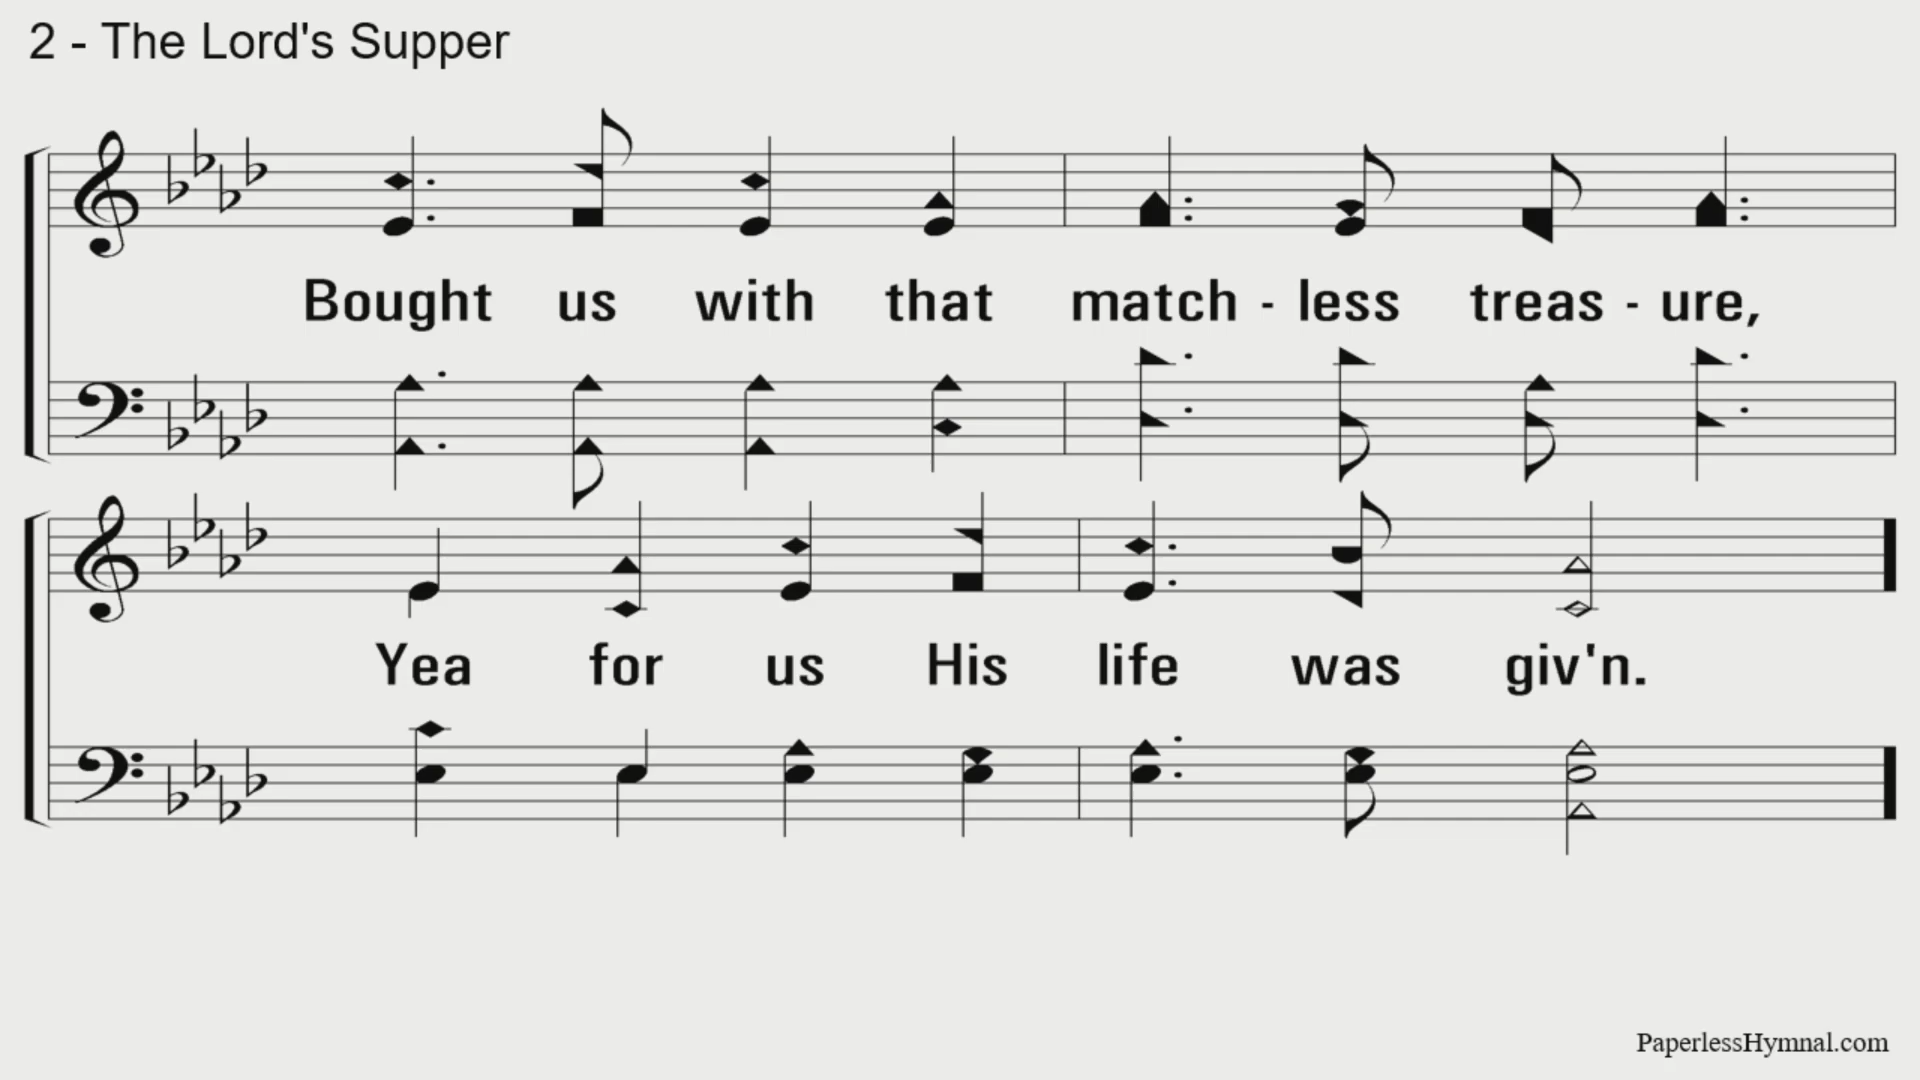 2 - The Lord's Supper
Bought us with that match - less treas - ure,
Yea for us His life was giv'n.
PaperlessHymnal.com